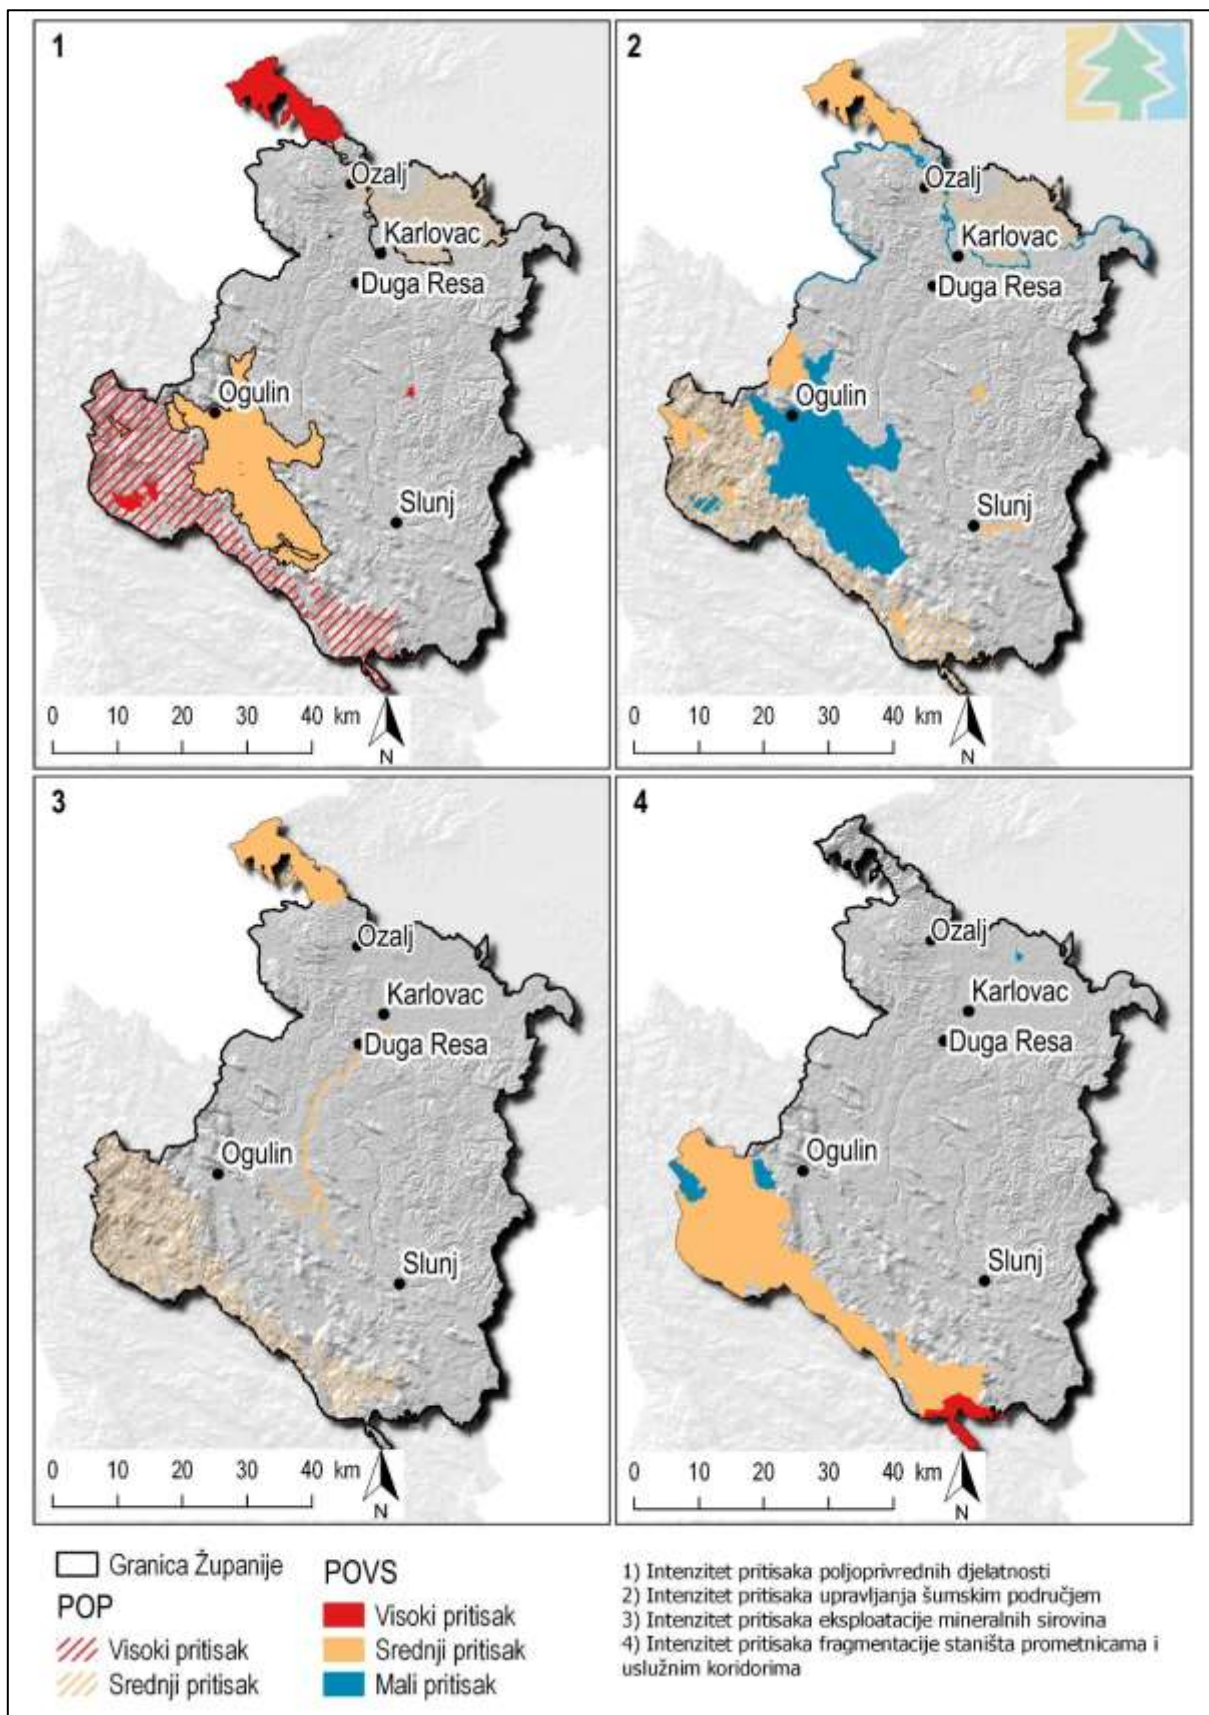 1
Ozalj
Karlovac
Duga Resa
Ogulin
Slunj
0 10 20 30 40 km
N
2
Ozalj
Karlovac
Duga Resa
Ogulin
Slunj
0 10 20 30 40 km
N
3
Ozalj
Karlovac
Duga Resa
Ogulin
Slunj
0 10 20 30 40 km
N
4
Ozalj
Karlovac
Duga Resa
Ogulin
Slunj
0 10 20 30 40 km
N
Granica Županije
POP
Visoki pritisak
Srednji pritisak
POVS
Visoki pritisak
Srednji pritisak
Mali pritisak
1) Intenzitet pritisaka poljoprivrednih djelatnosti
2) Intenzitet pritisaka upravljanja šumskim područjem
3) Intenzitet pritisaka eksploatacije mineralnih sirovina
4) Intenzitet pritisaka fragmentacije staništa prometnicama i
uslužnim koridorima